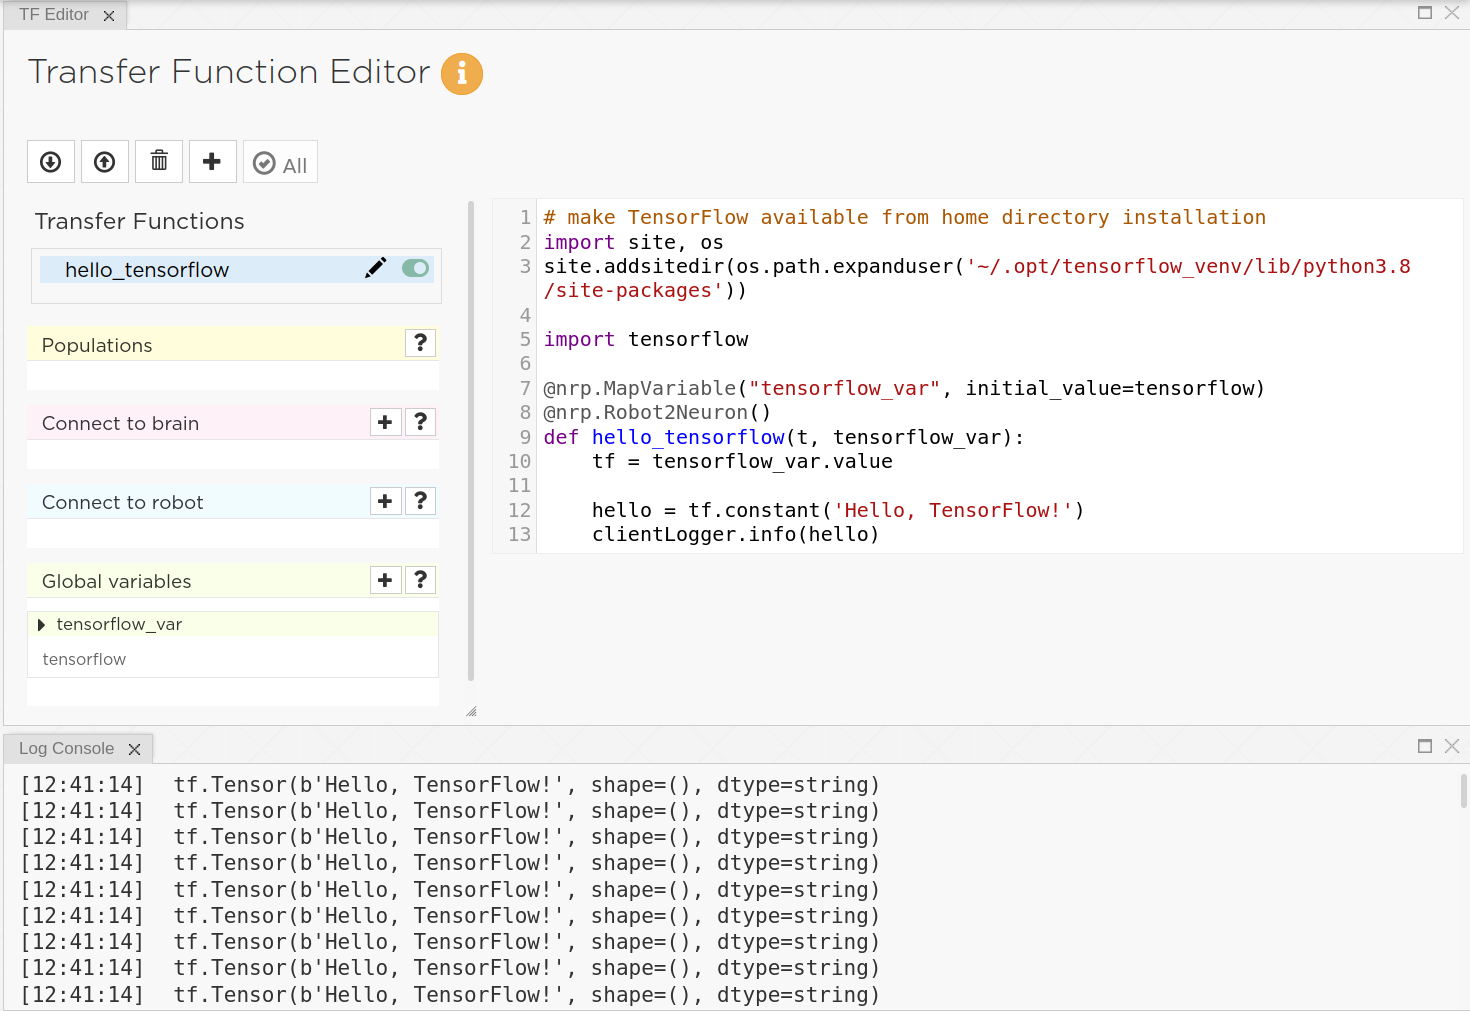 TF Editor
Transfer Function Editor
All
Transfer Functions
hello_tensorflow
Populations ?
Connect to brain + ?
Connect to robot + ?
Global variables + ?
tensorflow_var
tensorflow
1 # make TensorFlow available from home directory installation
2 import site, os
3 site.addsitedir(os.path.expanduser('~/.opt/tensorflow_venv/lib/python3.8
/site-packages'))
4
5 import tensorflow
6
7 @nrp.MapVariable("tensorflow_var", initial_value=tensorflow)
8 @nrp.Robot2Neuron()
9 def hello_tensorflow(t, tensorflow_var):
10     tf = tensorflow_var.value
11
12     hello = tf.constant('Hello, TensorFlow!')
13     clientLogger.info(hello)
Log Console
[12:41:14] tf.Tensor(b'Hello, TensorFlow!', shape=(), dtype=string)
[12:41:14] tf.Tensor(b'Hello, TensorFlow!', shape=(), dtype=string)
[12:41:14] tf.Tensor(b'Hello, TensorFlow!', shape=(), dtype=string)
[12:41:14] tf.Tensor(b'Hello, TensorFlow!', shape=(), dtype=string)
[12:41:14] tf.Tensor(b'Hello, TensorFlow!', shape=(), dtype=string)
[12:41:14] tf.Tensor(b'Hello, TensorFlow!', shape=(), dtype=string)
[12:41:14] tf.Tensor(b'Hello, TensorFlow!', shape=(), dtype=string)
[12:41:14] tf.Tensor(b'Hello, TensorFlow!', shape=(), dtype=string)
[12:41:14] tf.Tensor(b'Hello, TensorFlow!', shape=(), dtype=string)